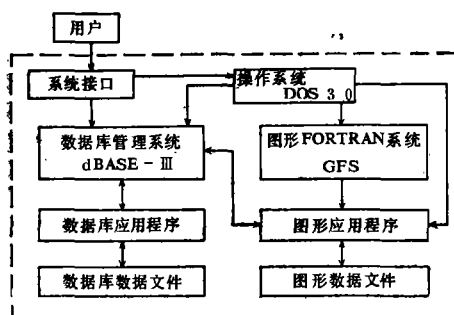 用户
系统接口
操作系统
DOS 3 0
数据库管理系统
dBASE-III
图形FORTRAN系统
GFS
数据库应用程序
图形应用程序
数据库数据文件
图形数据文件